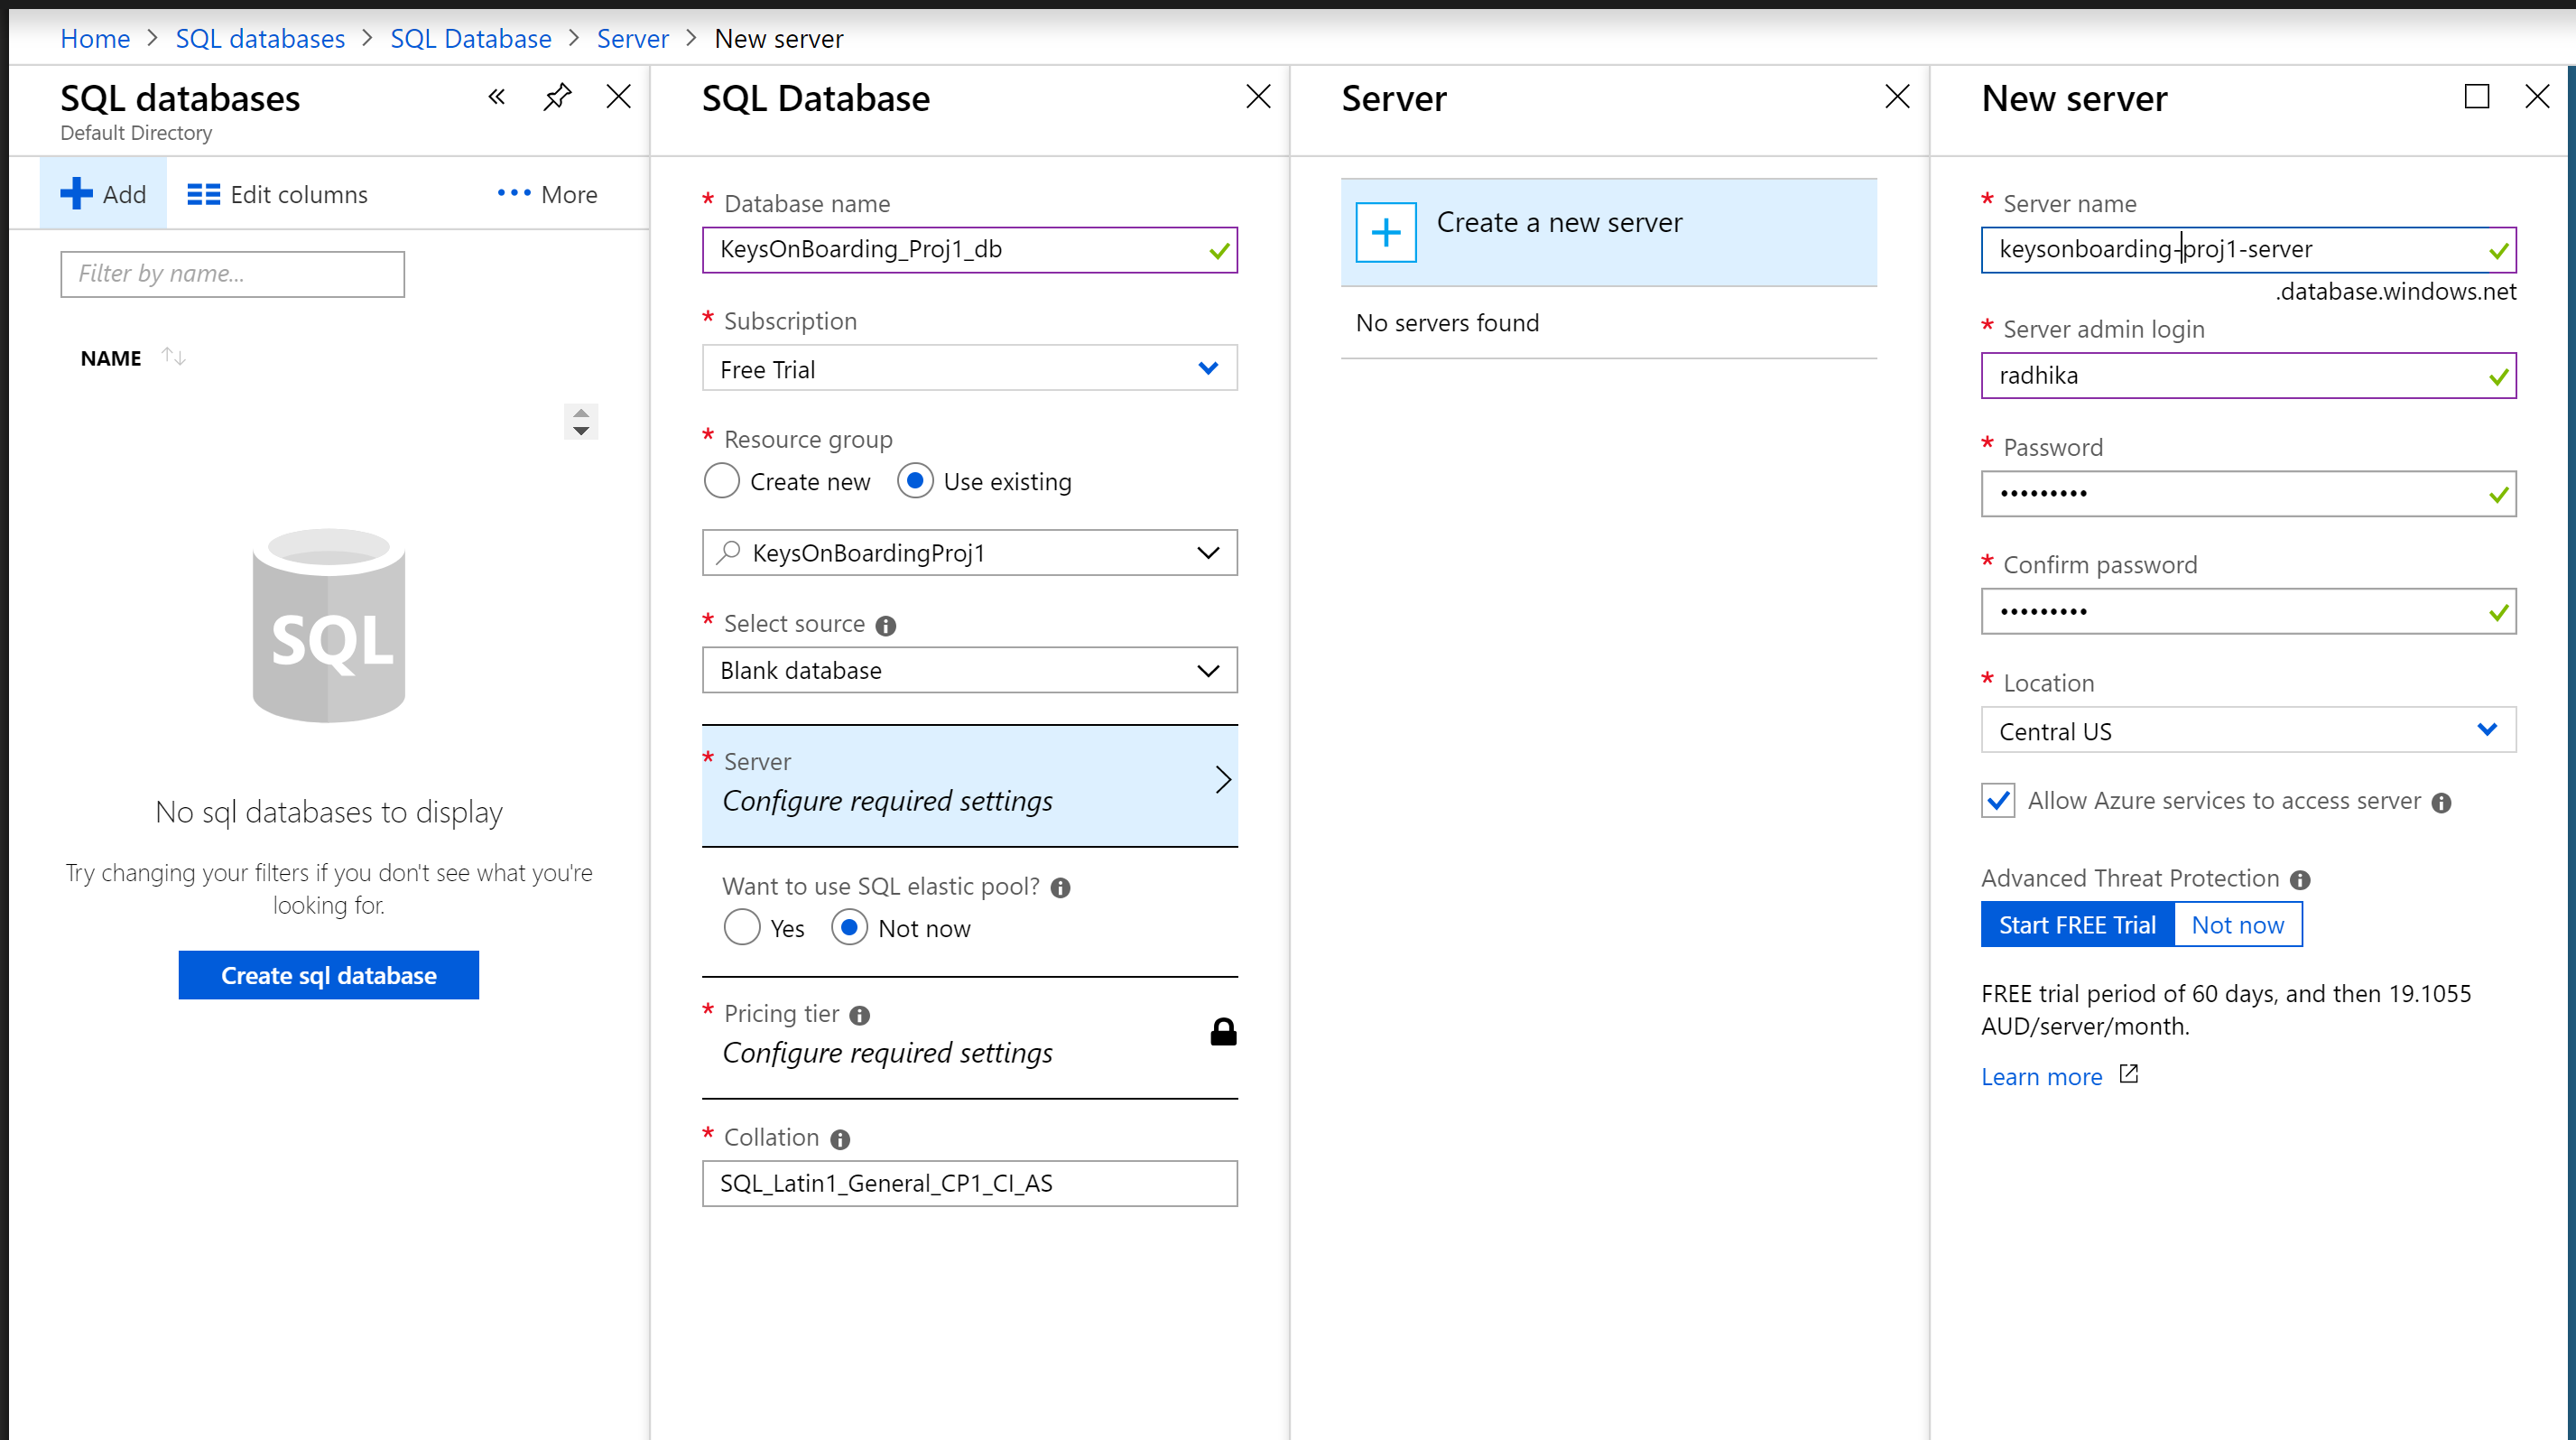 Home > SQL databases > SQL Database > Server > New server
SQL databases
Default Directory
Add
Edit columns
More
Filter by name...
NAME
SQL
No sql databases to display
Try changing your filters if you don't see what you're
looking for.
Create sql database
SQL Database
* Database name
KeysOnBoarding_Proj1_db
* Subscription
Free Trial
* Resource group
Create new
Use existing
KeysOnBoardingProj1
* Select source
Blank database
* Server
Configure required settings
Want to use SQL elastic pool?
Yes
Not now
* Pricing tier
Configure required settings
* Collation
SQL_Latin1_General_CP1_CI_AS
Server
Create a new server
No servers found
New server
* Server name
keysonboarding-proj1-server
.database.windows.net
* Server admin login
radhika
* Password
•••••••••
* Confirm password
•••••••••
* Location
Central US
Allow Azure services to access server
Advanced Threat Protection
Start FREE Trial
Not now
FREE trial period of 60 days, and then 19.1055
AUD/server/month.
Learn more